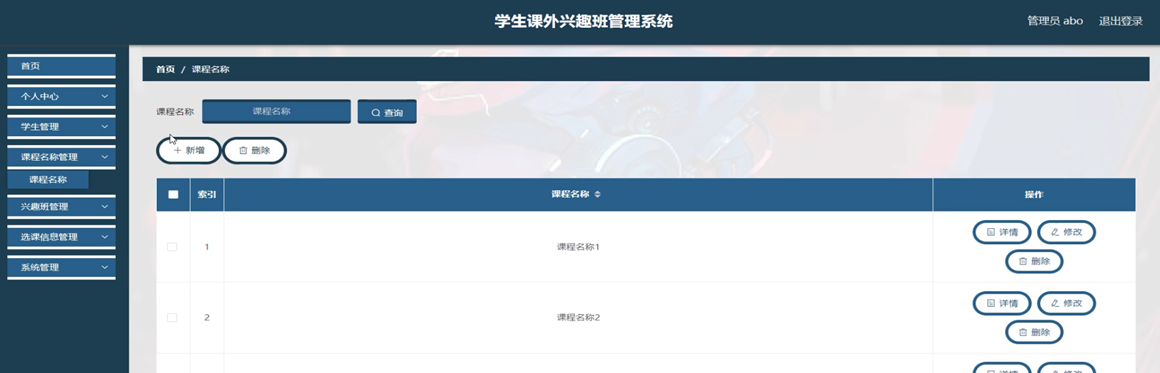 学生课外兴趣班管理系统
管理员 abo 退出登录
首页
个人中心
学生管理
课程名称管理
课程名称
兴趣班管理
选课信息管理
系统管理
首页 / 课程名称
课程名称 课程名称 查询
新增 删除
索引 课程名称 操作
1 课程名称1 详情 修改
删除
2 课程名称2 详情 修改
删除
详情 修改